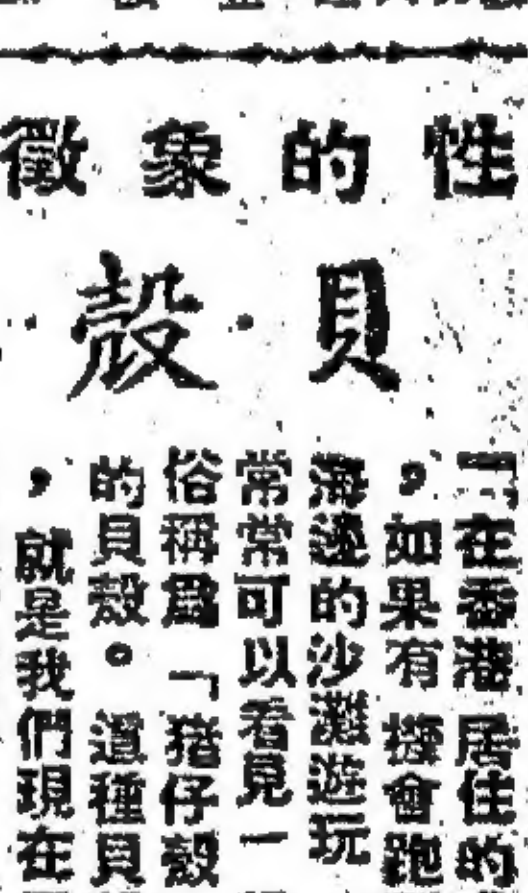 性的象徵
貝·殼·
「在香港居住的
，如果有機會跑
海邊的沙灘遊玩
常常可以看見一
俗稱爲「猪仔殼
的貝殼。這種貝
，就是我們現在